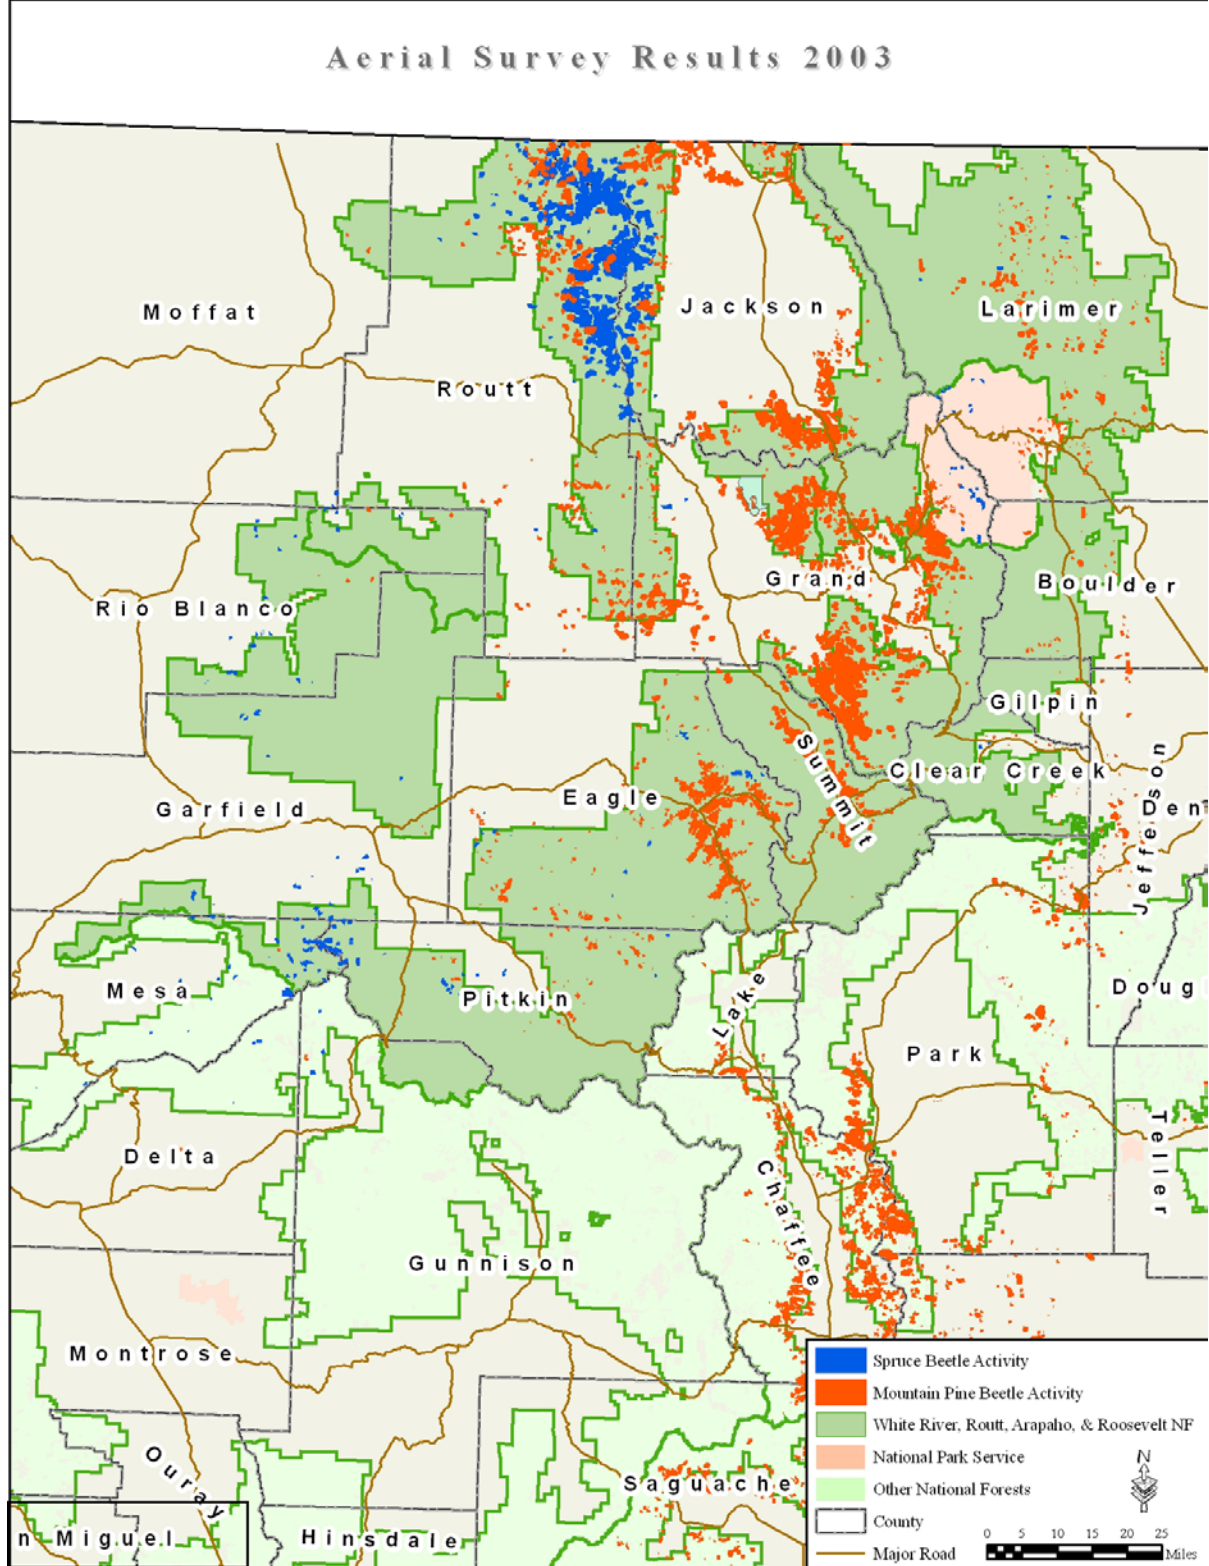 Aerial Survey Results 2003
Moffat
Jackson
Larimer
Routt
Grand
Boulder
Rio Blanco
Gilpin
Summit
Clear Creek
Eagle
Garfield
Jefferson
Den
Mesa
Pitkin
Lake
Dougl
Park
Delta
Teller
Chaffee
Gunnison
Montrose
Ouray
Saguache
n Miguel
Hinsdale
Spruce Beetle Activity
Mountain Pine Beetle Activity
White River, Routt, Arapaho, & Roosevelt NF
National Park Service
Other National Forests
County
Major Road
N
0 5 10 15 20 25
Miles